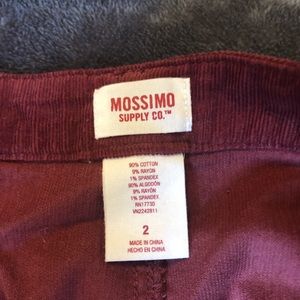 MOSSIMO
SUPPLY CO.™
90% COTTON
9% RAYON
1% SPANDEX
90% ALGODÓN
9% RAYON
1% SPANDEX
RN17730
VN2242811
2
MADE IN CHINA
HECHO EN CHINA